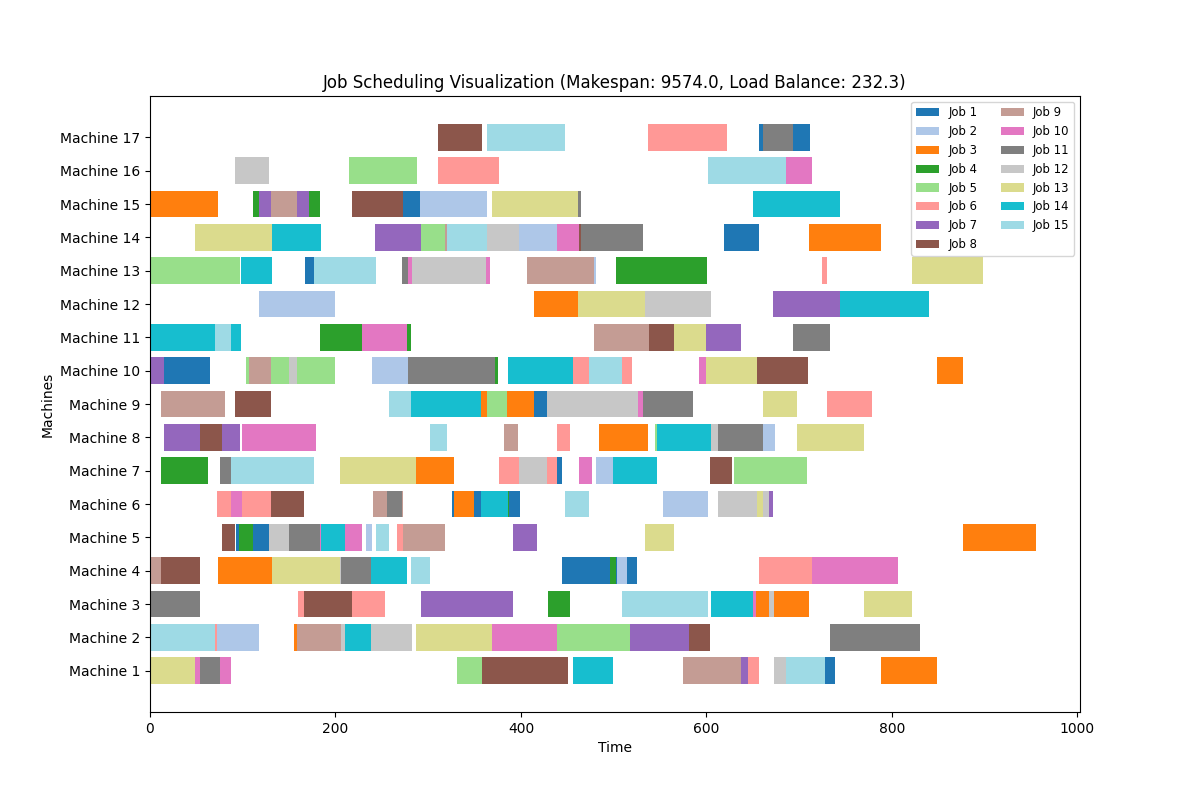 Job Scheduling Visualization (Makespan: 9574.0, Load Balance: 232.3)
Machine 17
Machine 16
Machine 15
Machine 14
Machine 13
Machine 12
Machine 11
Machine 10
Machine 9
Machine 8
Machine 7
Machine 6
Machine 5
Machine 4
Machine 3
Machine 2
Machine 1
Machines
0 200 400 600 800 1000
Time
Job 1
Job 2
Job 3
Job 4
Job 5
Job 6
Job 7
Job 8
Job 9
Job 10
Job 11
Job 12
Job 13
Job 14
Job 15